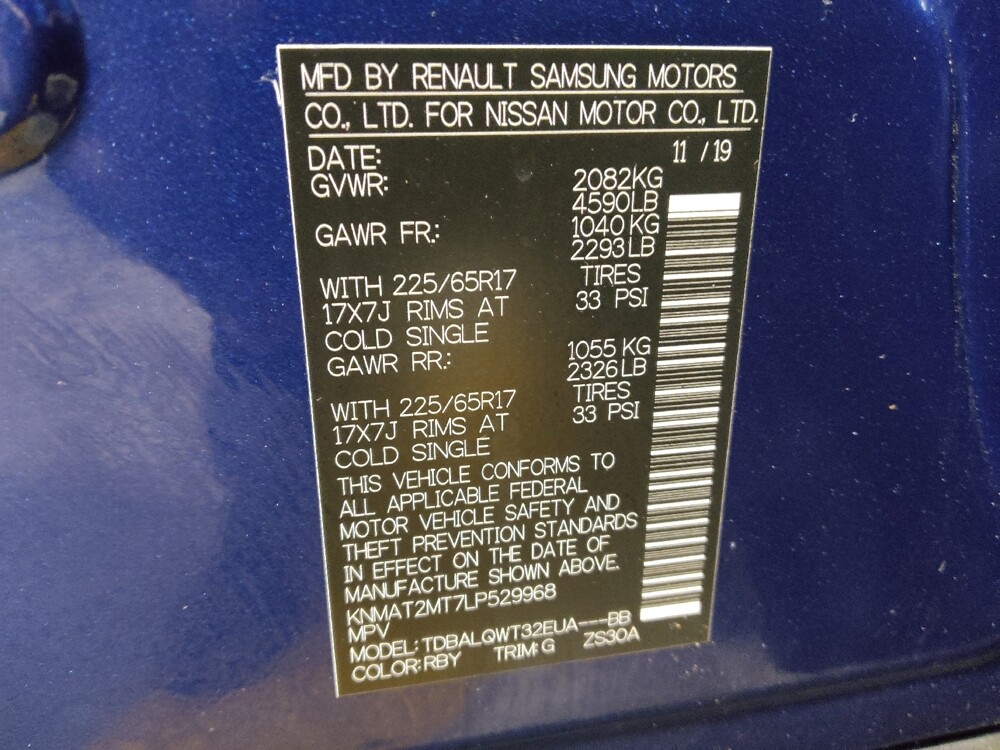 MFD BY RENAULT SAMSUNG MOTORS
CO., LTD. FOR NISSAN MOTOR CO., LTD.
DATE: 11 / 19
GVWR: 2082KG
4590LB
GAWR FR.: 1040 KG
2293 LB
WITH 225/65R17 TIRES
17X7J RIMS AT 33 PSI
COLD SINGLE
GAWR RR.: 1055 KG
2326 LB
WITH 225/65R17 TIRES
17X7J RIMS AT 33 PSI
COLD SINGLE
THIS VEHICLE CONFORMS TO
ALL APPLICABLE FEDERAL
MOTOR VEHICLE SAFETY AND
THEFT PREVENTION STANDARDS
IN EFFECT ON THE DATE OF
MANUFACTURE SHOWN ABOVE.
KNMAT2MT7LP529968
MPV
MODEL: TDBALQWT32EUA---BB
COLOR: RBY TRIM: G ZS30A